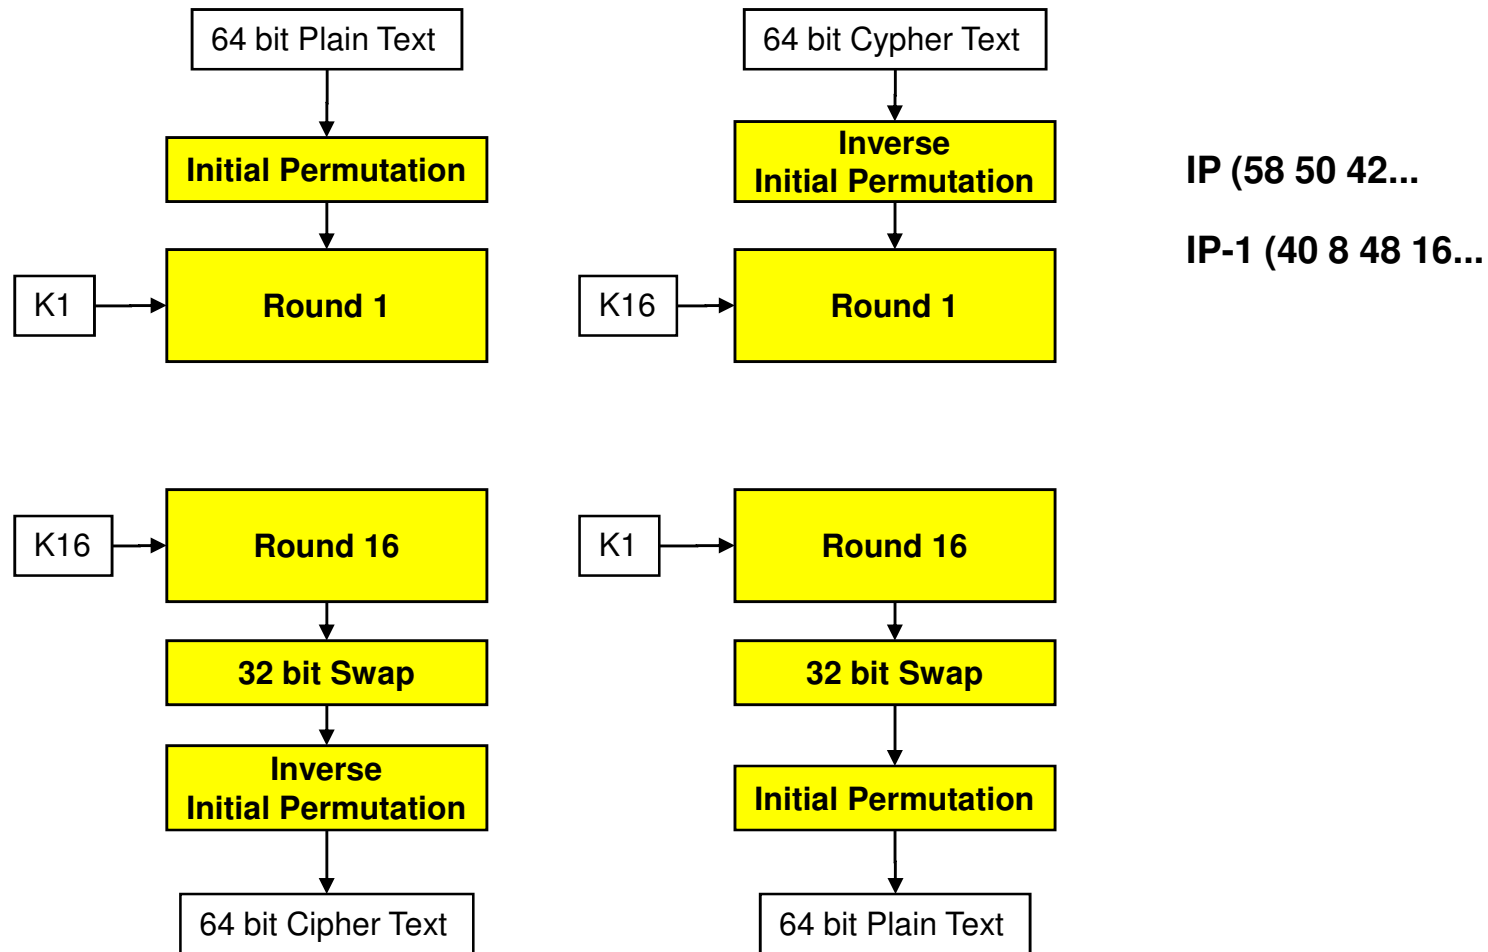 64 bit Plain Text
Initial Permutation
K1
Round 1
K16
Round 16
32 bit Swap
Inverse
Initial Permutation
64 bit Cipher Text
64 bit Cypher Text
Inverse
Initial Permutation
K16
Round 1
K1
Round 16
32 bit Swap
Initial Permutation
64 bit Plain Text
IP (58 50 42...
IP-1 (40 8 48 16...